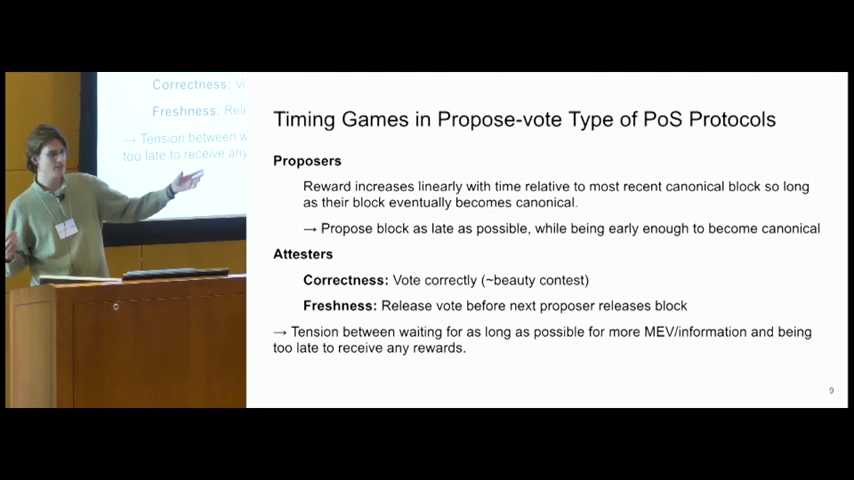 Correctness: Vo
Freshness: Rele
→ Tension between w
too late to receive any
Timing Games in Propose-vote Type of PoS Protocols
Proposers
Reward increases linearly with time relative to most recent canonical block so long
as their block eventually becomes canonical.
→ Propose block as late as possible, while being early enough to become canonical
Attesters
Correctness: Vote correctly (~beauty contest)
Freshness: Release vote before next proposer releases block
→ Tension between waiting for as long as possible for more MEV/information and being
too late to receive any rewards.
9